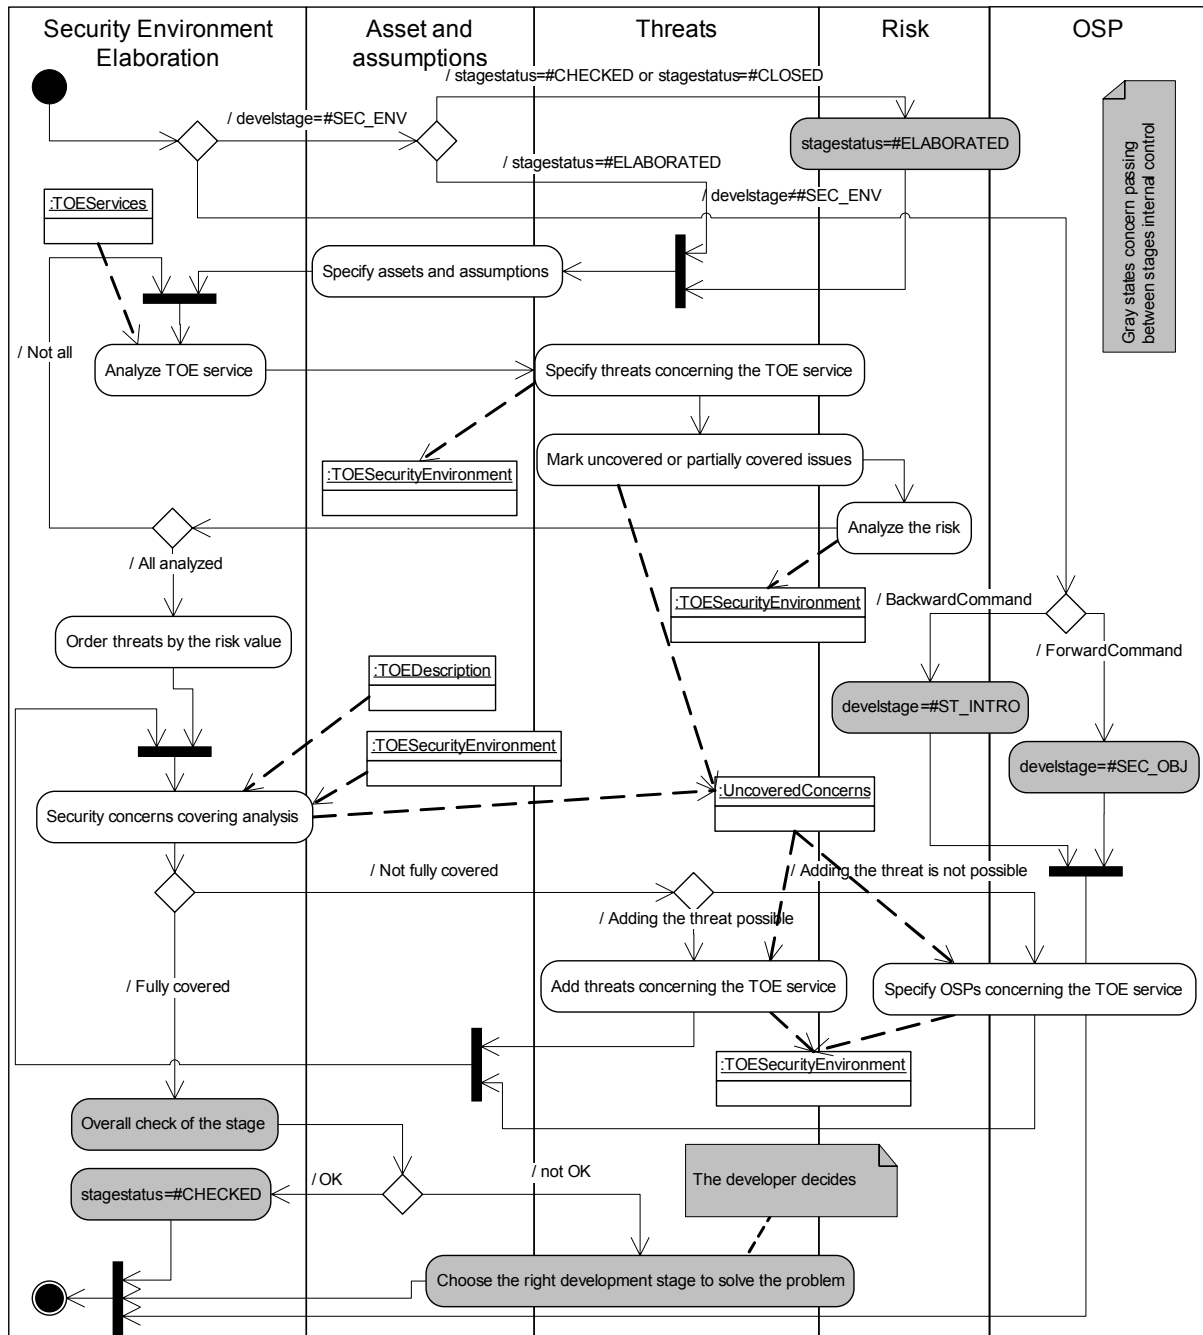 Security Environment
Elaboration
Asset and
assumptions
Threats
Risk
OSP
/ stagestatus=#CHECKED or stagestatus=#CLOSED
/ develstage=#SEC_ENV
stagestatus=#ELABORATED
/ stagestatus=#ELABORATED
/ develstage≠#SEC_ENV
Gray states concern passing
between stages internal control
:TOEServices
Specify assets and assumptions
/ Not all
Analyze TOE service
Specify threats concerning the TOE service
:TOESecurityEnvironment
Mark uncovered or partially covered issues
Analyze the risk
/ All analyzed
:TOESecurityEnvironment
/ BackwardCommand
Order threats by the risk value
/ ForwardCommand
:TOEDescription
develstage=#ST_INTRO
:TOESecurityEnvironment
develstage=#SEC_OBJ
:UncoveredConcerns
Security concerns covering analysis
/ Not fully covered
/ Adding the threat is not possible
/ Adding the threat possible
/ Fully covered
Add threats concerning the TOE service
Specify OSPs concerning the TOE service
:TOESecurityEnvironment
Overall check of the stage
/ OK
/ not OK
The developer decides
stagestatus=#CHECKED
Choose the right development stage to solve the problem